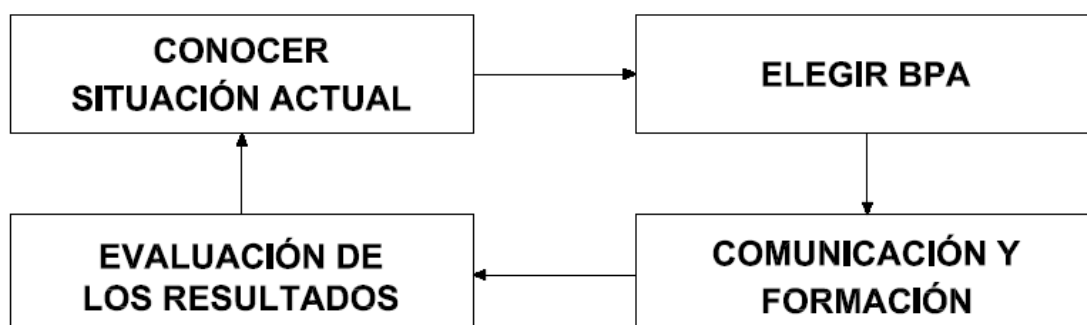 CONOCER
SITUACIÓN ACTUAL
ELEGIR BPA
EVALUACIÓN DE
LOS RESULTADOS
COMUNICACIÓN Y
FORMACIÓN